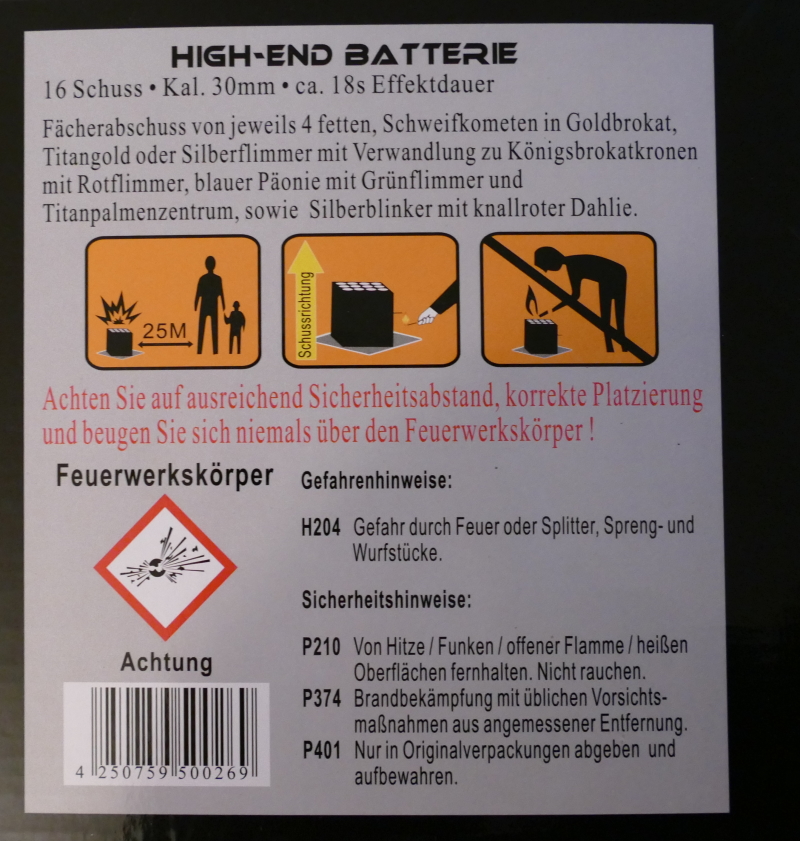 HIGH-END BATTERIE
16 Schuss • Kal. 30mm • ca. 18s Effektdauer
Fächerabschuss von jeweils 4 fetten, Schweifkometen in Goldbrokat,
Titangold oder Silberflimmer mit Verwandlung zu Königsbrokatkronen
mit Rotflimmer, blauer Päonie mit Grünflimmer und
Titanpalmenzentrum, sowie Silberblinker mit knallroter Dahlie.
25M
Schussrichtung
Achten Sie auf ausreichend Sicherheitsabstand, korrekte Platzierung
und beugen Sie sich niemals über den Feuerwerkskörper !
Feuerwerkskörper
Achtung
4 250759 500269
Gefahrenhinweise:
H204 Gefahr durch Feuer oder Splitter, Spreng- und
Wurfstücke.
Sicherheitshinweise:
P210 Von Hitze / Funken / offener Flamme / heißen
Oberflächen fernhalten. Nicht rauchen.
P374 Brandbekämpfung mit üblichen Vorsichts-
maßnahmen aus angemessener Entfernung.
P401 Nur in Originalverpackungen abgeben und
aufbewahren.